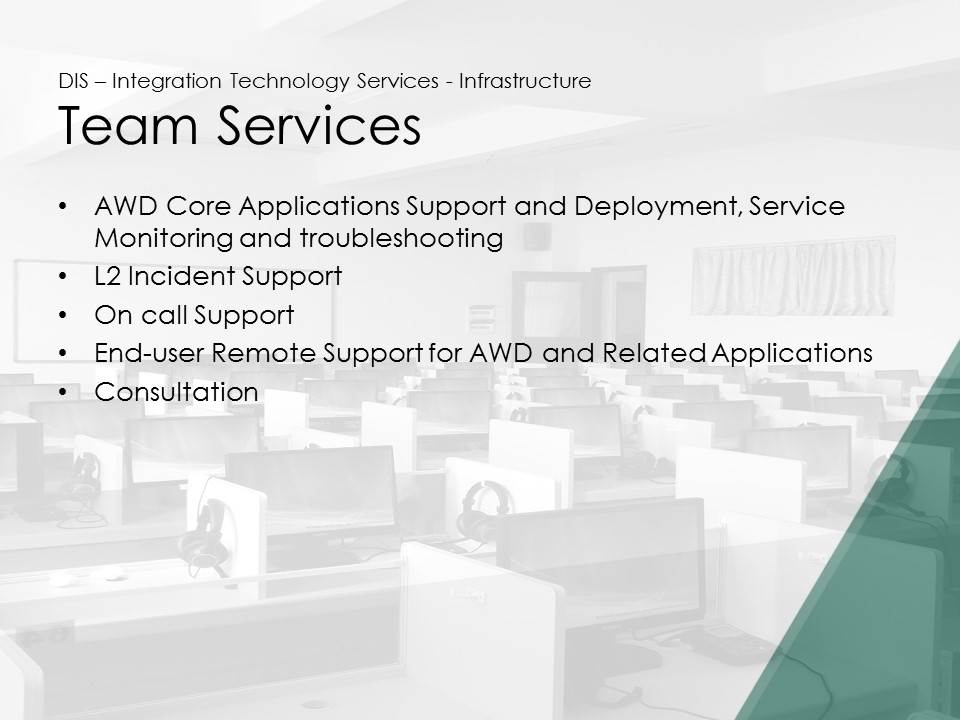 DIS – Integration Technology Services - Infrastructure
Team Services
• AWD Core Applications Support and Deployment, Service
Monitoring and troubleshooting
• L2 Incident Support
• On call Support
• End-user Remote Support for AWD and Related Applications
• Consultation